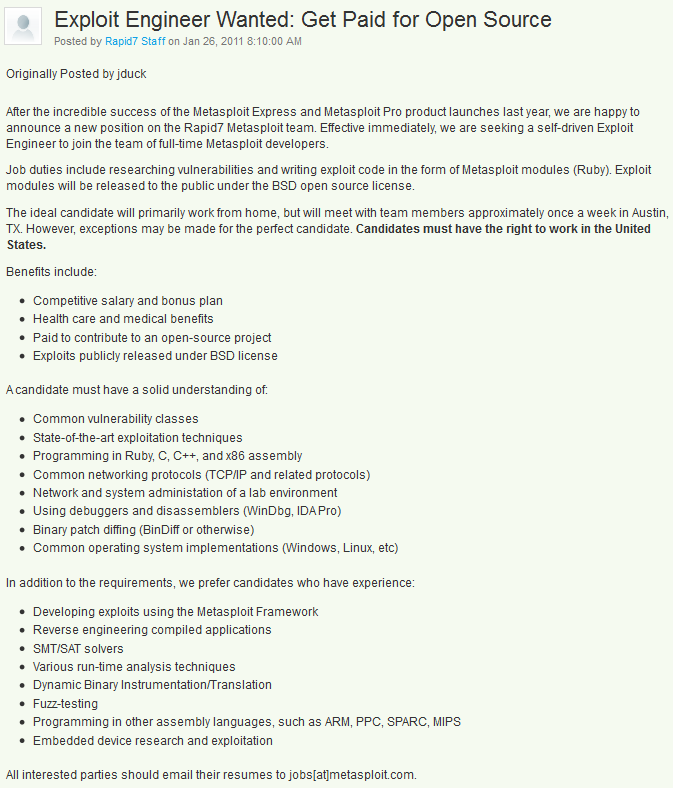 Exploit Engineer Wanted: Get Paid for Open Source
Posted by Rapid7 Staff on Jan 26, 2011 8:10:00 AM
Originally Posted by jduck
After the incredible success of the Metasploit Express and Metasploit Pro product launches last year, we are happy to
announce a new position on the Rapid7 Metasploit team. Effective immediately, we are seeking a self-driven Exploit
Engineer to join the team of full-time Metasploit developers.
Job duties include researching vulnerabilities and writing exploit code in the form of Metasploit modules (Ruby). Exploit
modules will be released to the public under the BSD open source license.
The ideal candidate will primarily work from home, but will meet with team members approximately once a week in Austin,
TX. However, exceptions may be made for the perfect candidate. Candidates must have the right to work in the United
States.
Benefits include:
• Competitive salary and bonus plan
• Health care and medical benefits
• Paid to contribute to an open-source project
• Exploits publicly released under BSD license
A candidate must have a solid understanding of:
• Common vulnerability classes
• State-of-the-art exploitation techniques
• Programming in Ruby, C, C++, and x86 assembly
• Common networking protocols (TCP/IP and related protocols)
• Network and system administation of a lab environment
• Using debuggers and disassemblers (WinDbg, IDA Pro)
• Binary patch diffing (BinDiff or otherwise)
• Common operating system implementations (Windows, Linux, etc)
In addition to the requirements, we prefer candidates who have experience:
• Developing exploits using the Metasploit Framework
• Reverse engineering compiled applications
• SMT/SAT solvers
• Various run-time analysis techniques
• Dynamic Binary Instrumentation/Translation
• Fuzz-testing
• Programming in other assembly languages, such as ARM, PPC, SPARC, MIPS
• Embedded device research and exploitation
All interested parties should email their resumes to jobs[at]metasploit.com.